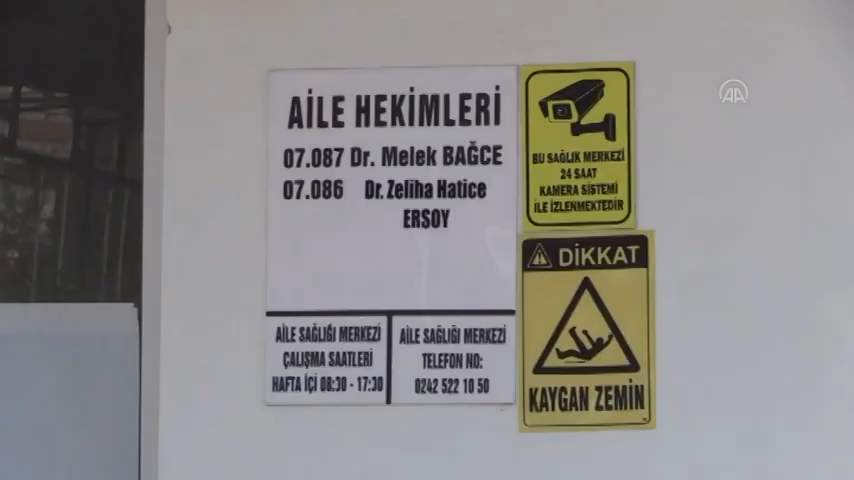 AİLE HEKİMLERİ
07.087 Dr. Melek BAĞCE
07.086 Dr. Zeliha Hatice
ERSOY
AİLE SAĞLIĞI MERKEZİ
ÇALIŞMA SAATLERİ
HAFTA İÇİ 08:30 - 17:30
AİLE SAĞLIĞI MERKEZİ
TELEFON NO:
0242 522 10 50
BU SAĞLIK MERKEZİ
24 SAAT
KAMERA SİSTEMİ
İLE İZLENMEKTEDİR
DİKKAT
KAYGAN ZEMİN
AA